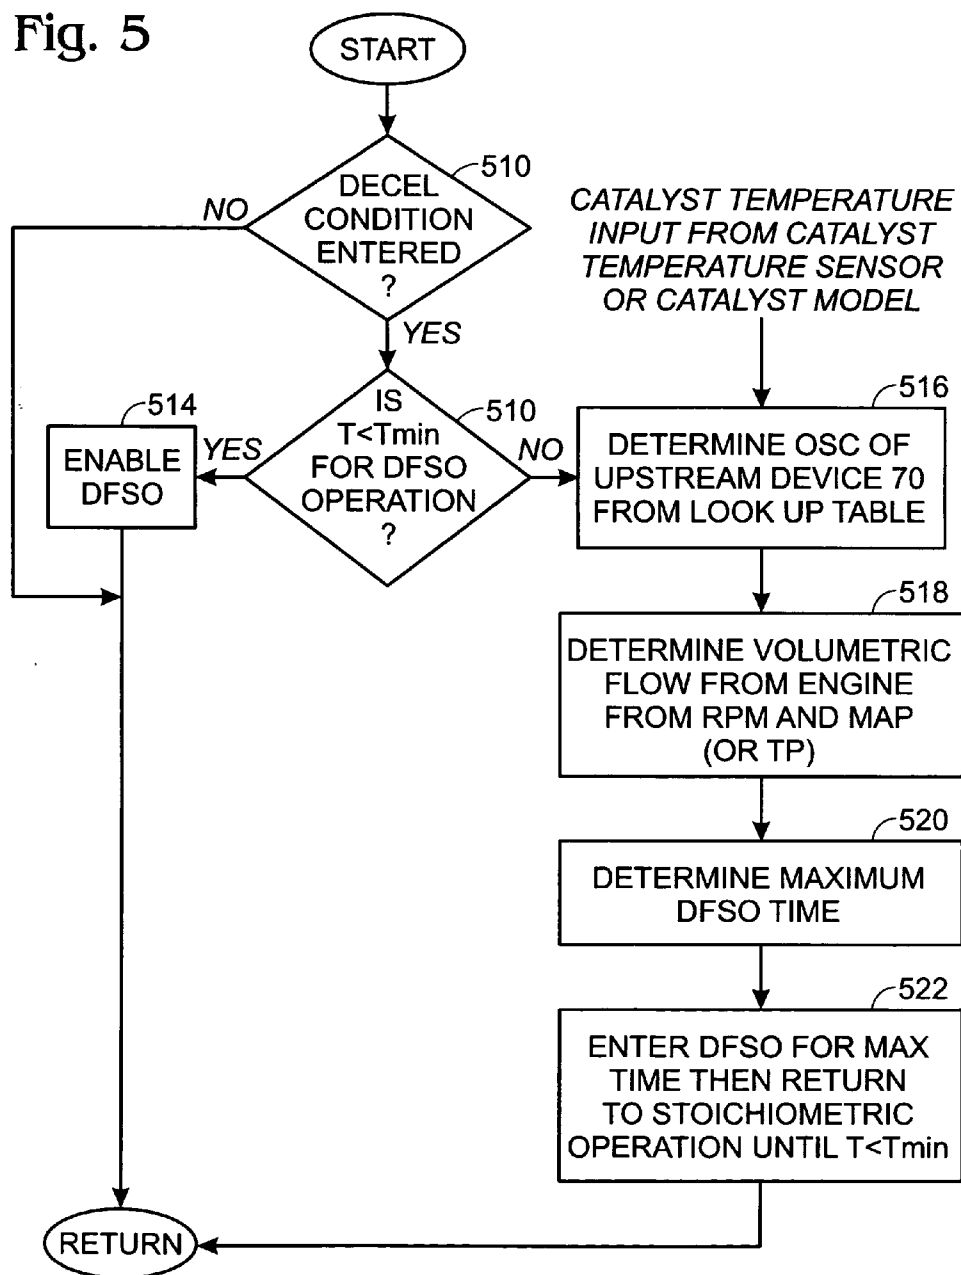 Fig. 5
START
510
DECEL
CONDITION
ENTERED
?
NO
YES
CATALYST TEMPERATURE
INPUT FROM CATALYST
TEMPERATURE SENSOR
OR CATALYST MODEL
510
IS
T<Tmin
FOR DFSO
OPERATION
?
YES
NO
514
ENABLE
DFSO
516
DETERMINE OSC OF
UPSTREAM DEVICE 70
FROM LOOK UP TABLE
518
DETERMINE VOLUMETRIC
FLOW FROM ENGINE
FROM RPM AND MAP
(OR TP)
520
DETERMINE MAXIMUM
DFSO TIME
522
ENTER DFSO FOR MAX
TIME THEN RETURN
TO STOICHIOMETRIC
OPERATION UNTIL T<Tmin
RETURN